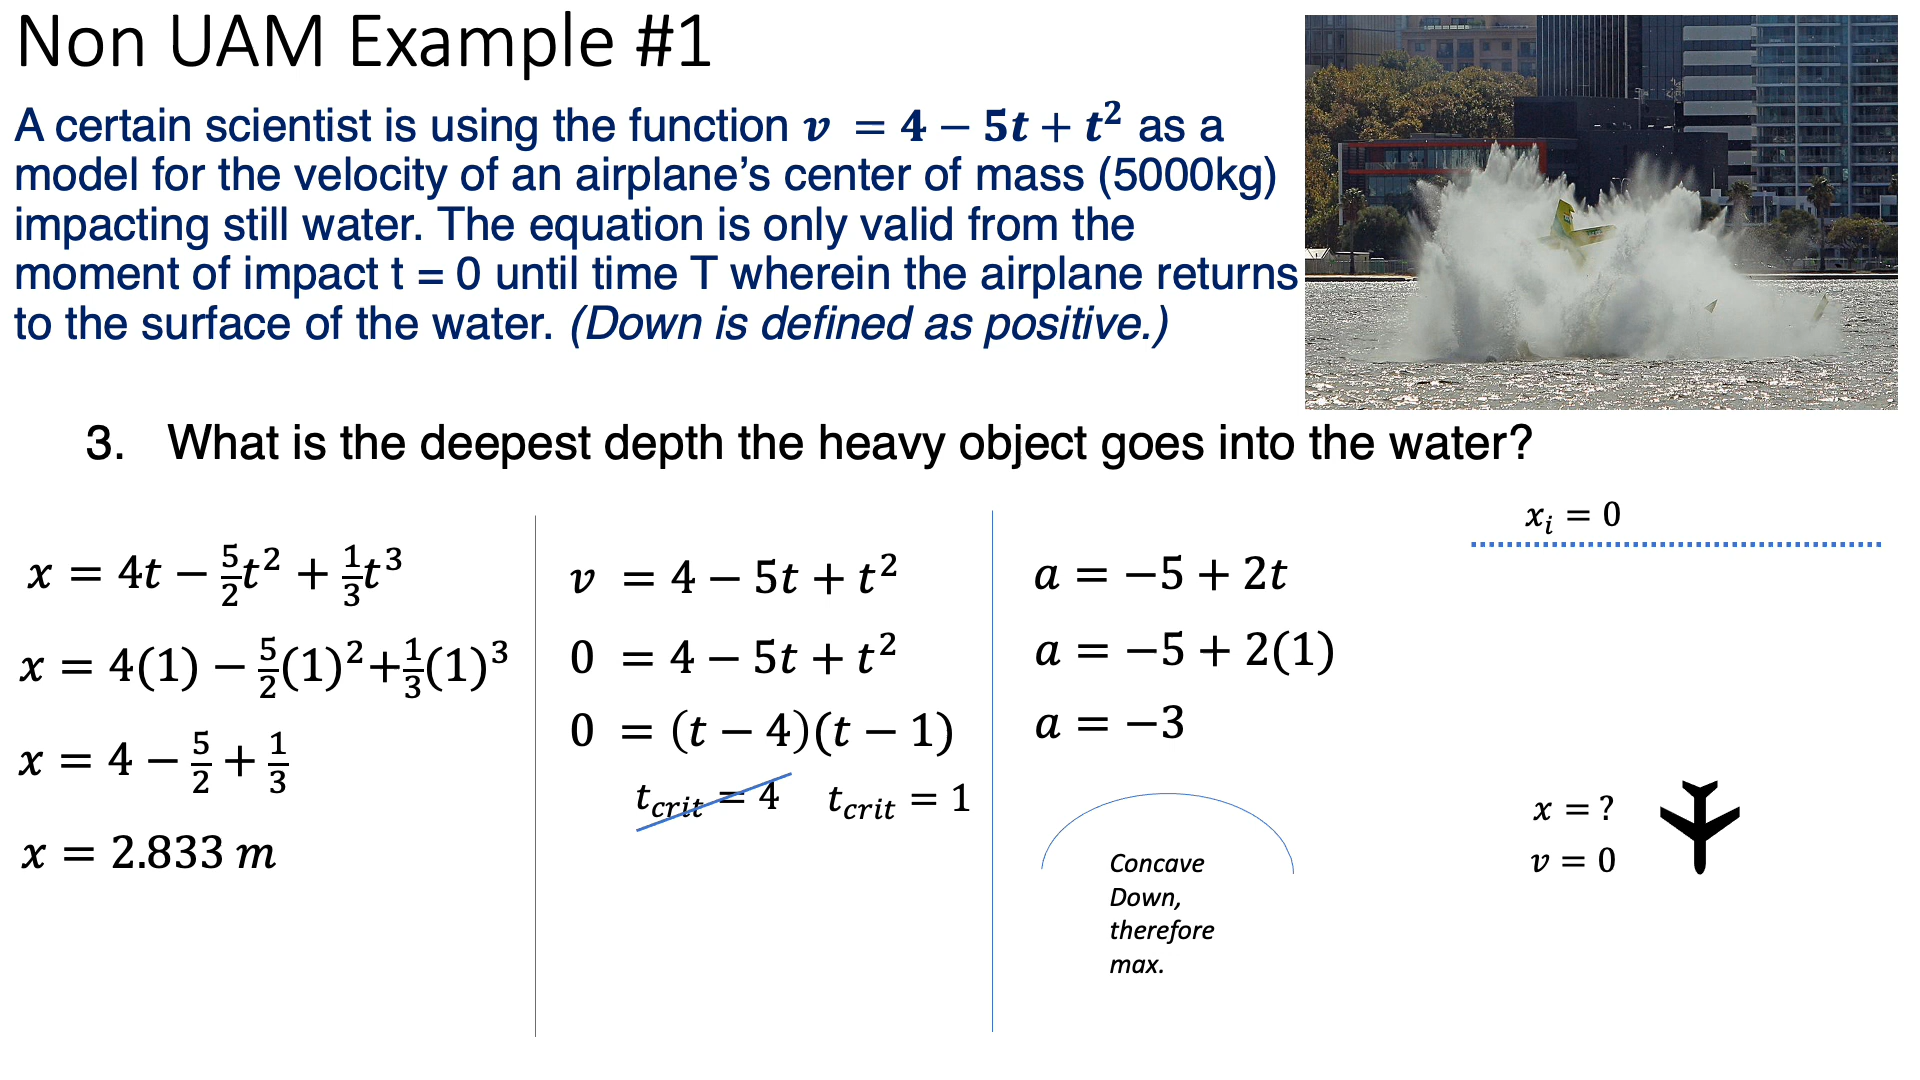 Non UAM Example #1
A certain scientist is using the function v = 4 − 5t + t² as a
model for the velocity of an airplane’s center of mass (5000kg)
impacting still water. The equation is only valid from the
moment of impact t = 0 until time T wherein the airplane returns
to the surface of the water. (Down is defined as positive.)
3. What is the deepest depth the heavy object goes into the water?
x = 4t − 5/2 t² + 1/3 t³
x = 4(1) − 5/2 (1)² + 1/3 (1)³
x = 4 − 5/2 + 1/3
x = 2.833 m
v = 4 − 5t + t²
0 = 4 − 5t + t²
0 = (t − 4)(t − 1)
t_crit = 4 t_crit = 1
a = −5 + 2t
a = −5 + 2(1)
a = −3
Concave
Down,
therefore
max.
x_i = 0
x = ?
v = 0